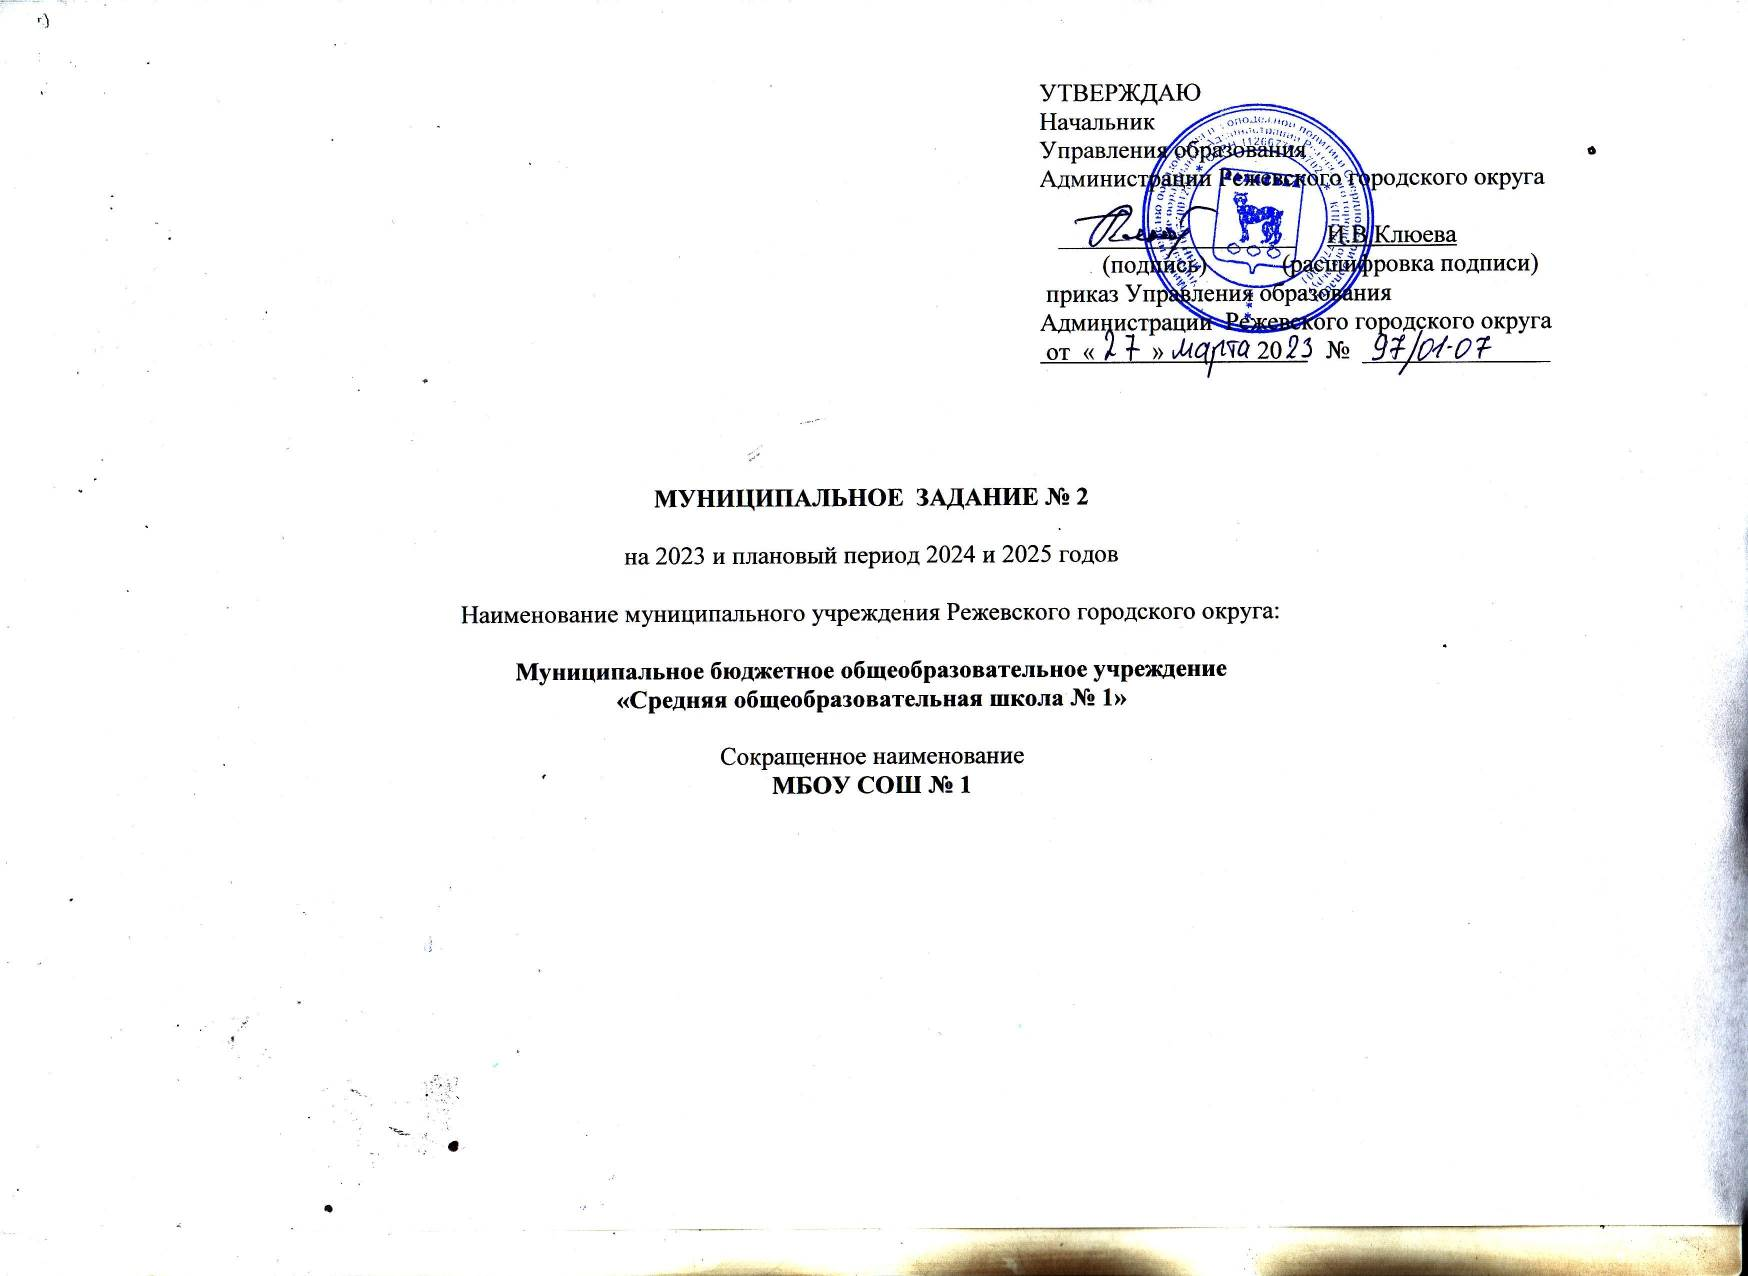 УТВЕРЖДАЮ
Начальник
Управления образования
Администрации Режевского городского округа
И.В.Клюева
(подпись) (расшифровка подписи)
приказ Управления образования
Администрации Режевского городского округа
от « 27 » марта 2023 № 97/01-07
МУНИЦИПАЛЬНОЕ ЗАДАНИЕ № 2
на 2023 и плановый период 2024 и 2025 годов
Наименование муниципального учреждения Режевского городского округа:
Муниципальное бюджетное общеобразовательное учреждение
«Средняя общеобразовательная школа № 1»
Сокращенное наименование
МБОУ СОШ № 1